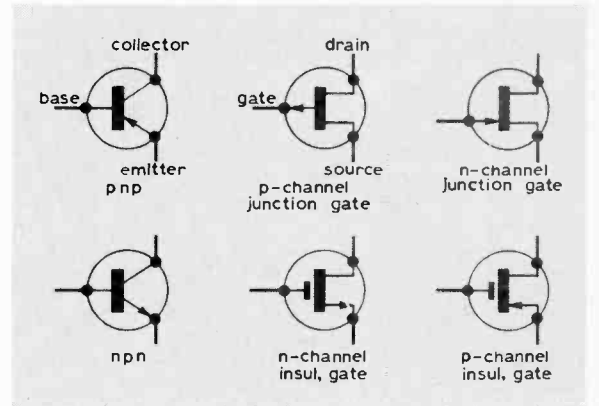 collector
drain
base
gate
emitter
source
pnp
p-channel
junction gate
n-channel
junction gate
npn
n-channel
insul, gate
p-channel
insul, gate